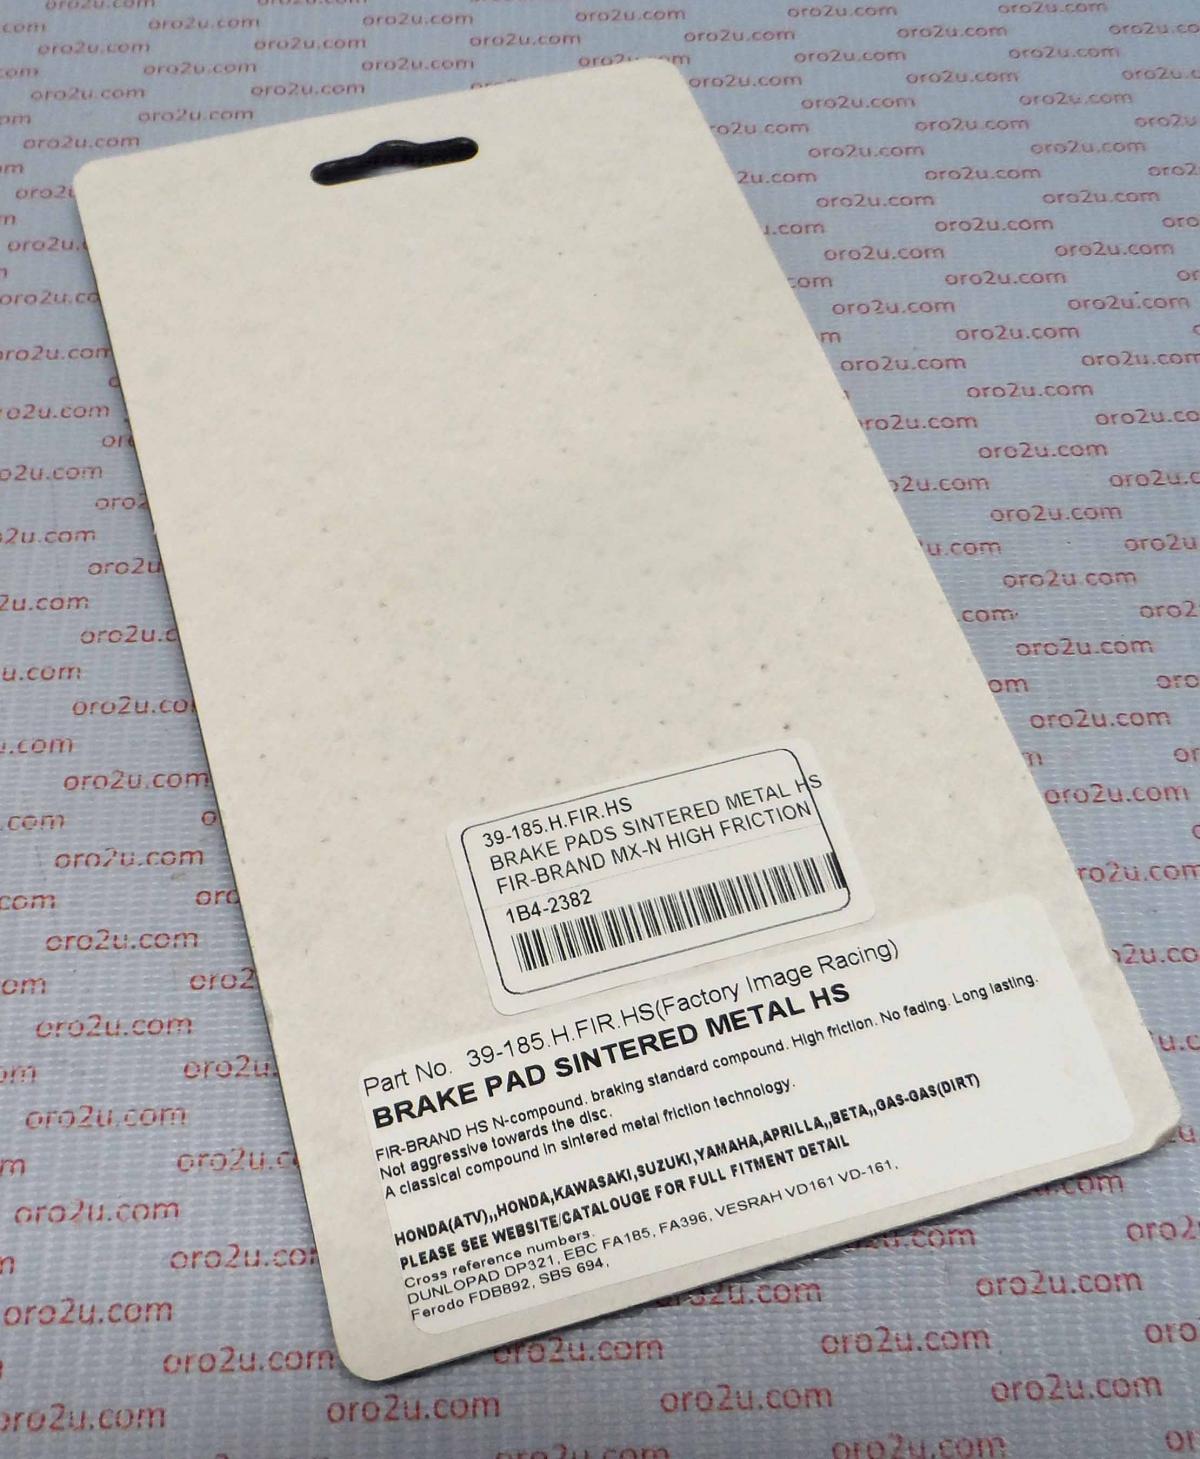 39-185.H.FIR.HS
BRAKE PADS SINTERED METAL HS
FIR-BRAND MX-N HIGH FRICTION
1B4-2382
Part No. 39-185.H.FIR.HS(Factory Image Racing)
BRAKE PAD SINTERED METAL HS
FIR-BRAND HS N-compound. braking standard compound. High friction. No fading. Long lasting.
Not aggressive towards the disc.
A classical compound in sintered metal friction technology.
HONDA(ATV),,HONDA,KAWASAKI,SUZUKI,YAMAHA,APRILLA,,BETA,,GAS-GAS(DIRT)
PLEASE SEE WEBSITE/CATALOUGE FOR FULL FITMENT DETAIL
Cross reference numbers.
DUNLOPAD DP321, EBC FA185, FA396, VESRAH VD161 VD-161,
Ferodo FDB892, SBS 694,
oro2u.com